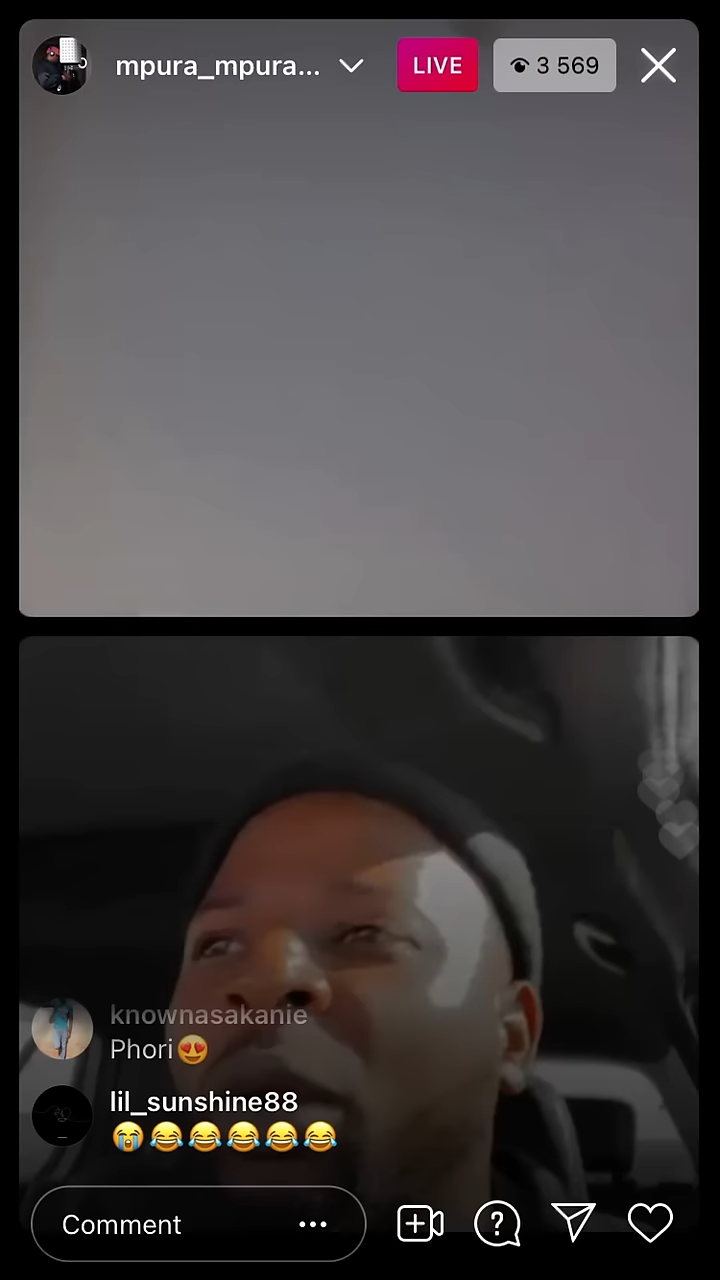 mpura_mpura...
LIVE
3 569
knownasakanie
Phori😍
lil_sunshine88
😭😂😂😂😂😂
Comment